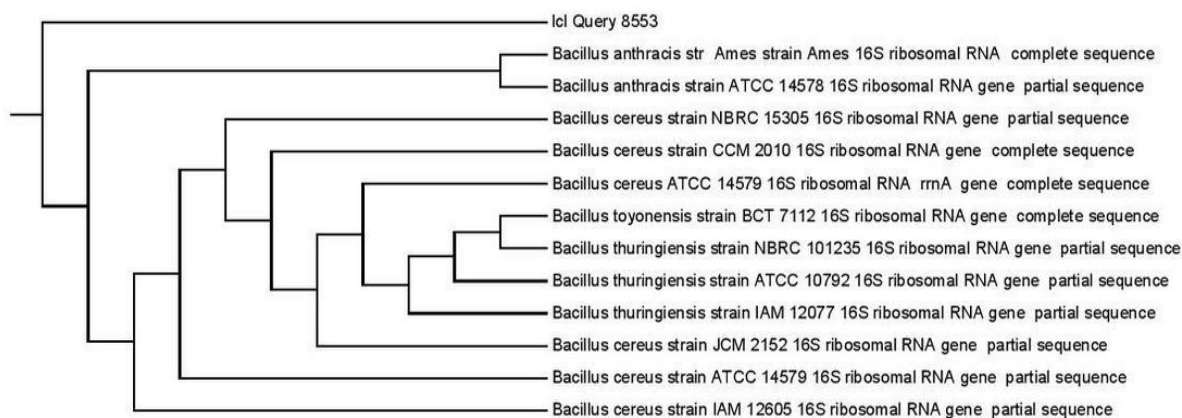 lcl Query 8553
Bacillus anthracis str Ames strain Ames 16S ribosomal RNA complete sequence
Bacillus anthracis strain ATCC 14578 16S ribosomal RNA gene partial sequence
Bacillus cereus strain NBRC 15305 16S ribosomal RNA gene partial sequence
Bacillus cereus strain CCM 2010 16S ribosomal RNA gene complete sequence
Bacillus cereus ATCC 14579 16S ribosomal RNA rrnA gene complete sequence
Bacillus toyonensis strain BCT 7112 16S ribosomal RNA gene complete sequence
Bacillus thuringiensis strain NBRC 101235 16S ribosomal RNA gene partial sequence
Bacillus thuringiensis strain ATCC 10792 16S ribosomal RNA gene partial sequence
Bacillus thuringiensis strain IAM 12077 16S ribosomal RNA gene partial sequence
Bacillus cereus strain JCM 2152 16S ribosomal RNA gene partial sequence
Bacillus cereus strain ATCC 14579 16S ribosomal RNA gene partial sequence
Bacillus cereus strain IAM 12605 16S ribosomal RNA gene partial sequence